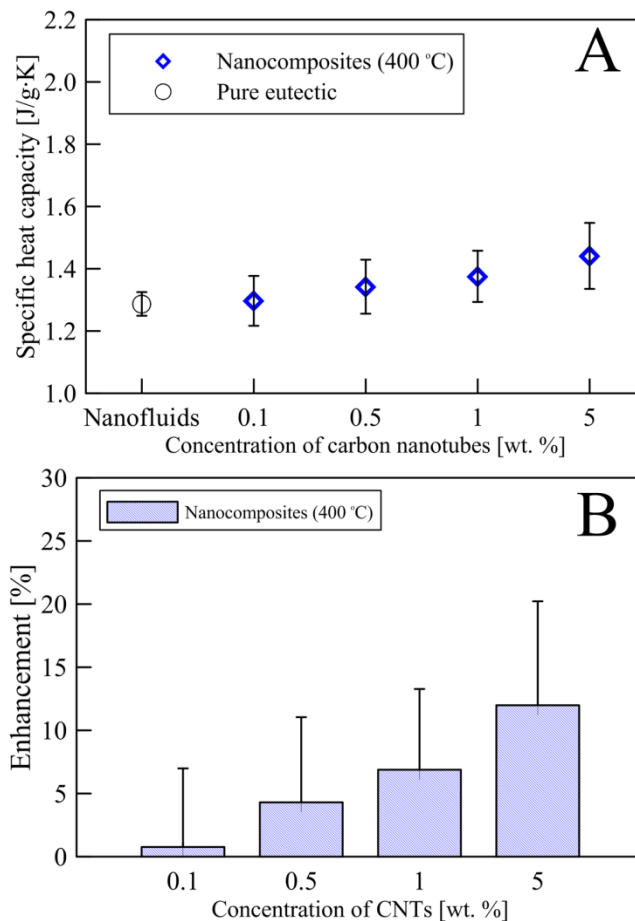 A
Specific heat capacity [J/g·K]
2.2
2.0
1.8
1.6
1.4
1.2
1.0
Nanocomposites (400 °C)
Pure eutectic
Nanofluids 0.1 0.5 1 5
Concentration of carbon nanotubes [wt. %]
B
Enhancement [%]
30
25
20
15
10
5
0
Nanocomposites (400 °C)
0.1 0.5 1 5
Concentration of CNTs [wt. %]